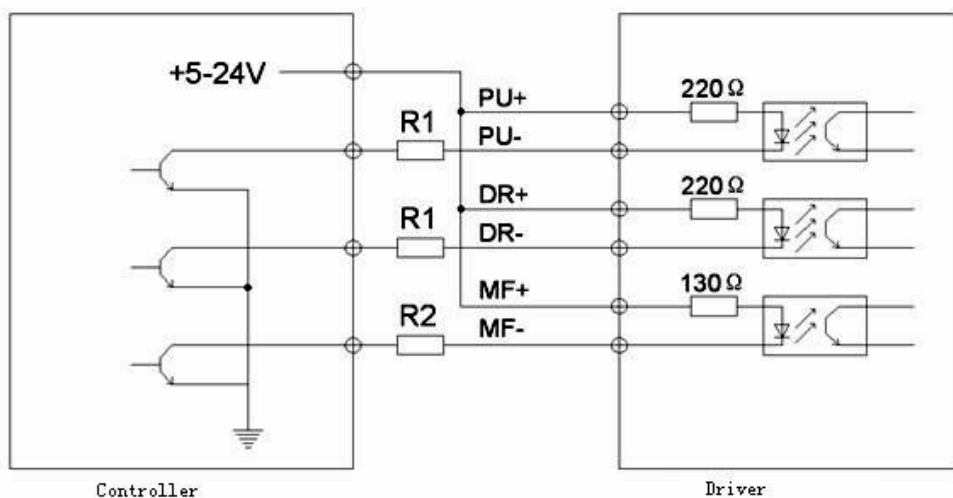 +5-24V
PU+
220Ω
R1
PU-
DR+
220Ω
R1
DR-
MF+
130Ω
R2
MF-
Controller
Driver